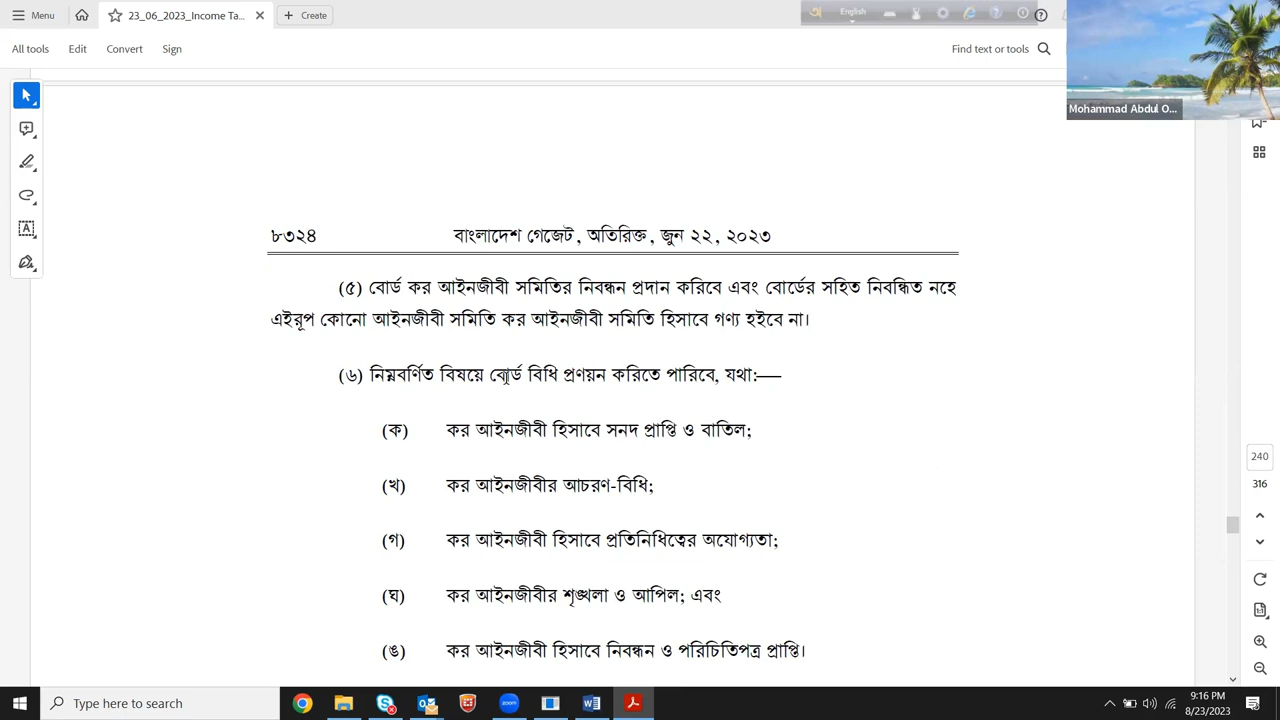 Menu
23_06_2023_Income Ta...
Create
English
All tools
Edit
Convert
Sign
Find text or tools
Mohammad Abdul O...
৮৩২৪ বাংলাদেশ গেজেট, অতিরিক্ত, জুন ২২, ২০২৩
(৫) বোর্ড কর আইনজীবী সমিতির নিবন্ধন প্রদান করিবে এবং বোর্ডের সহিত নিবন্ধিত নহে
এইরূপ কোনো আইনজীবী সমিতি কর আইনজীবী সমিতি হিসাবে গণ্য হইবে না।
(৬) নিম্নবর্ণিত বিষয়ে বোর্ড বিধি প্রণয়ন করিতে পারিবে, যথা:—
(ক) কর আইনজীবী হিসাবে সনদ প্রাপ্তি ও বাতিল;
(খ) কর আইনজীবীর আচরণ-বিধি;
(গ) কর আইনজীবী হিসাবে প্রতিনিধিত্বের অযোগ্যতা;
(ঘ) কর আইনজীবীর শৃঙ্খলা ও আপিল; এবং
(ঙ) কর আইনজীবী হিসাবে নিবন্ধন ও পরিচিতিপত্র প্রাপ্তি।
240
316
Type here to search
zoom
9:16 PM
8/23/2023